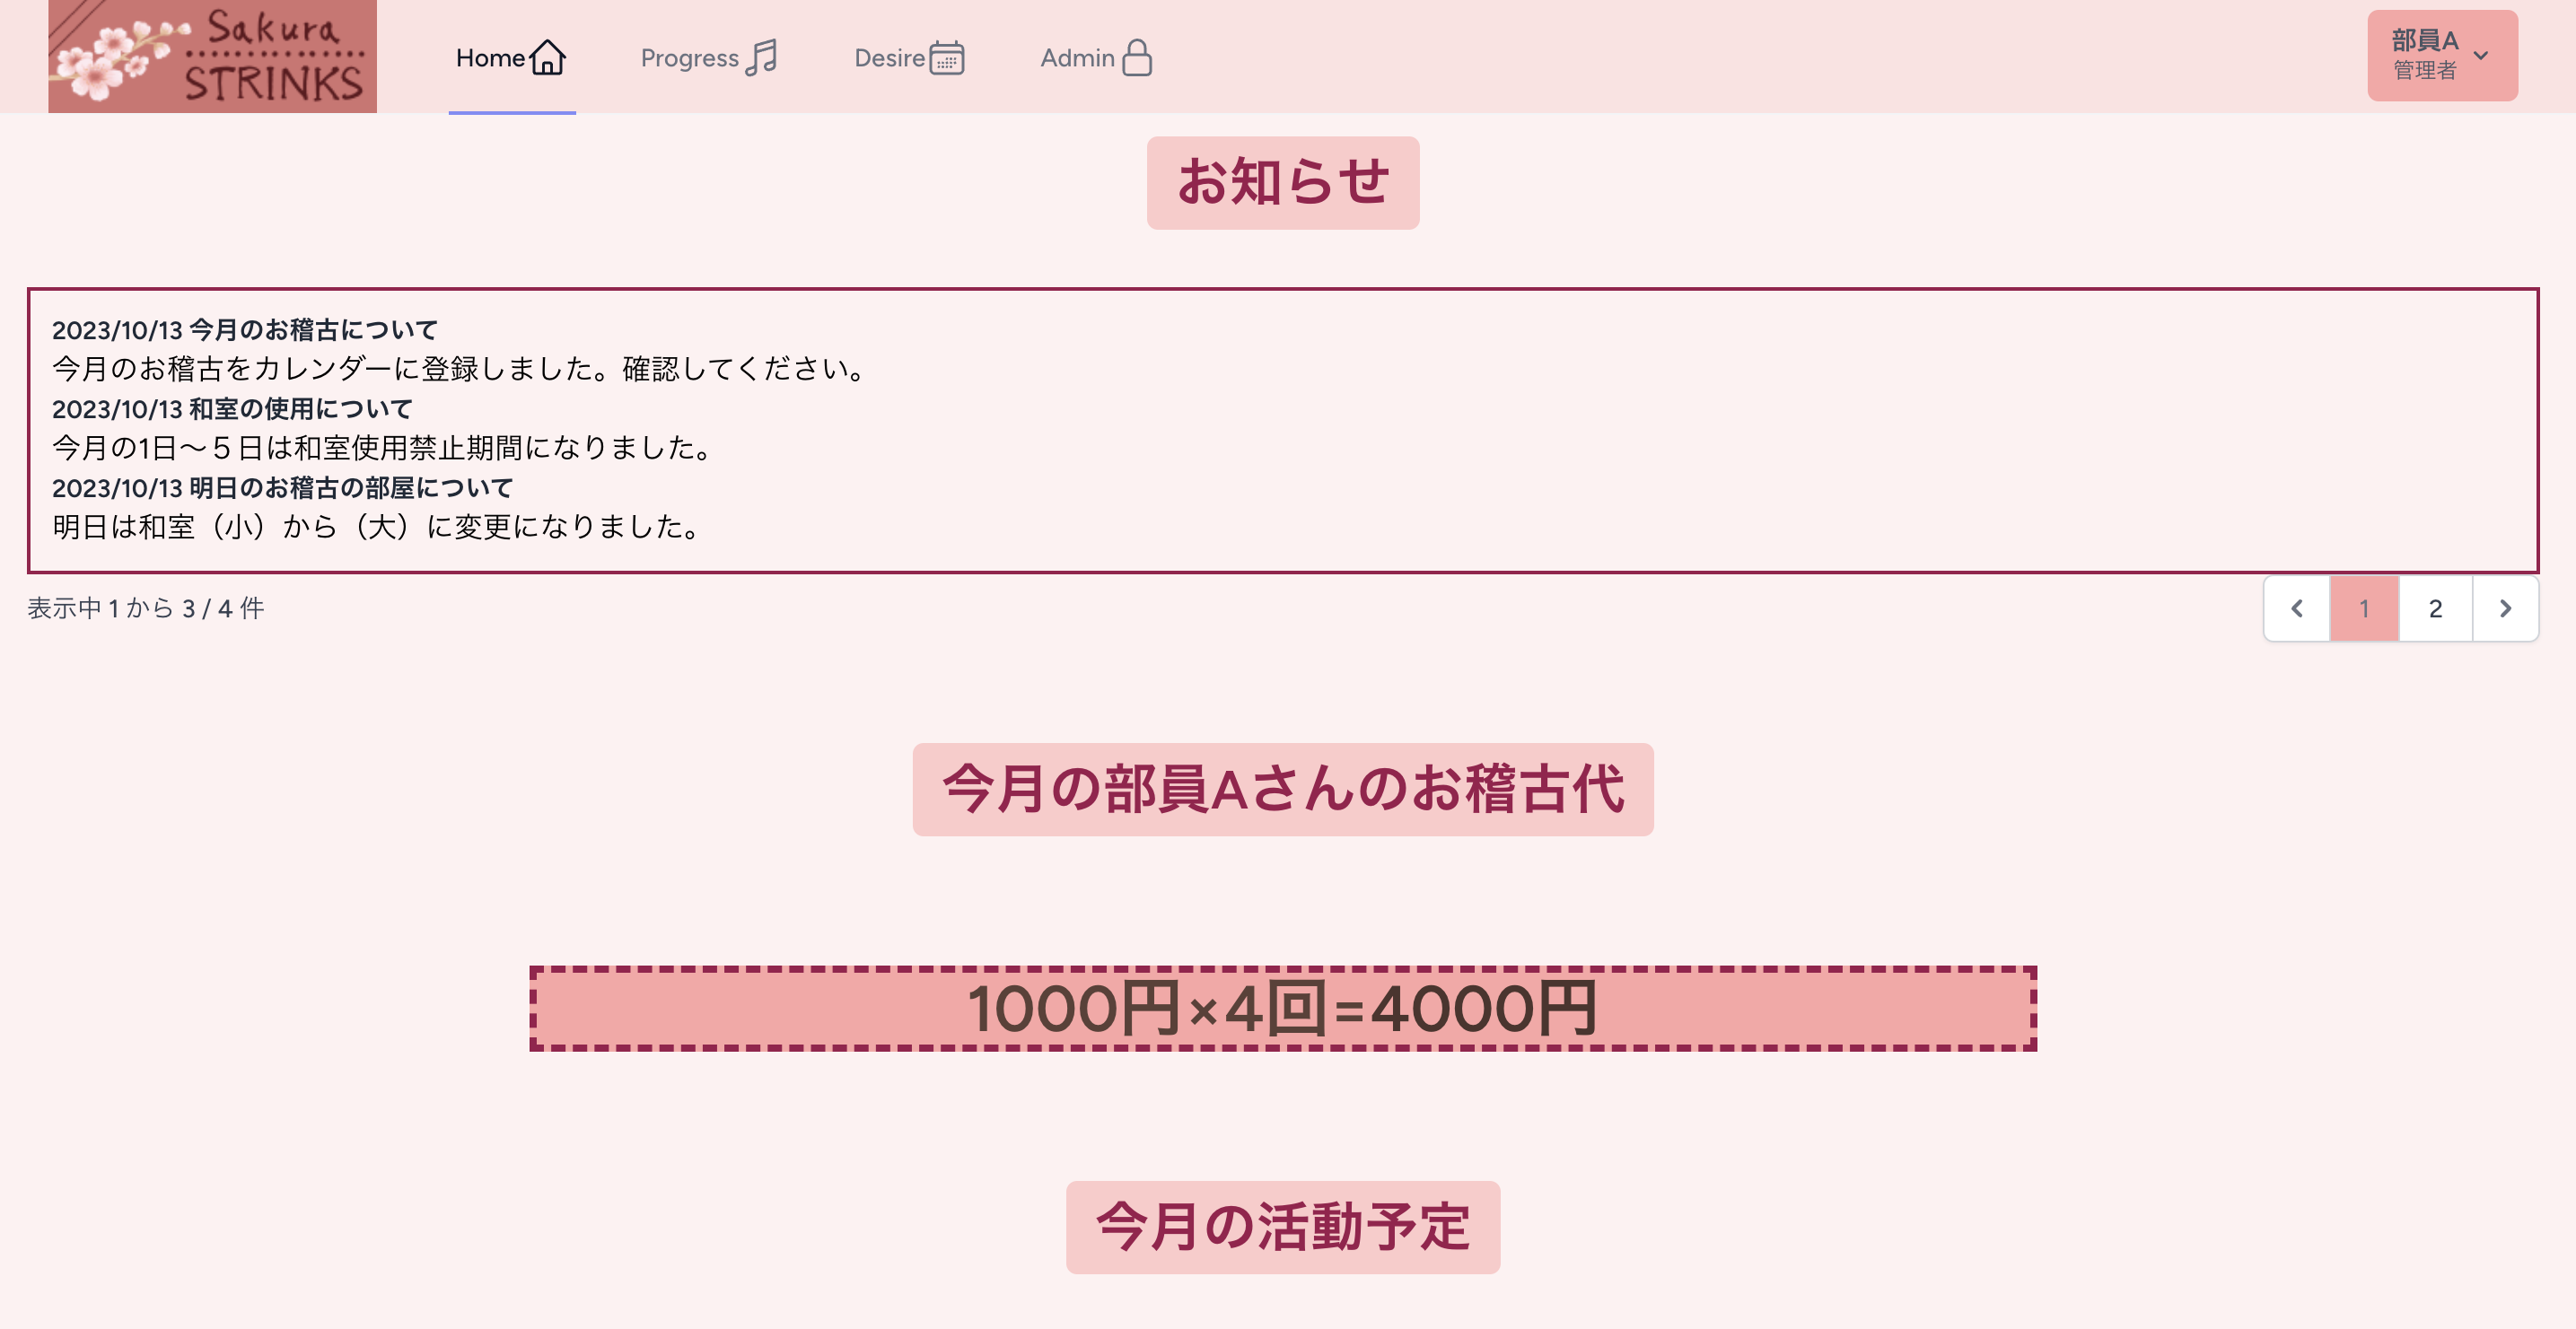 Sakura
STRINKS
Home
Progress
Desire
Admin
部員A
管理者
お知らせ
2023/10/13 今月のお稽古について
今月のお稽古をカレンダーに登録しました。確認してください。
2023/10/13 和室の使用について
今月の1日〜５日は和室使用禁止期間になりました。
2023/10/13 明日のお稽古の部屋について
明日は和室（小）から（大）に変更になりました。
表示中 1 から 3 / 4 件
1
2
今月の部員Aさんのお稽古代
1000円×4回=4000円
今月の活動予定